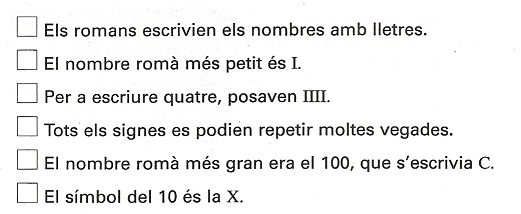 Els romans escrivien els nombres amb lletres.
El nombre romà més petit és I.
Per a escriure quatre, posaven IIII.
Tots els signes es podien repetir moltes vegades.
El nombre romà més gran era el 100, que s'escrivia C.
El símbol del 10 és la X.